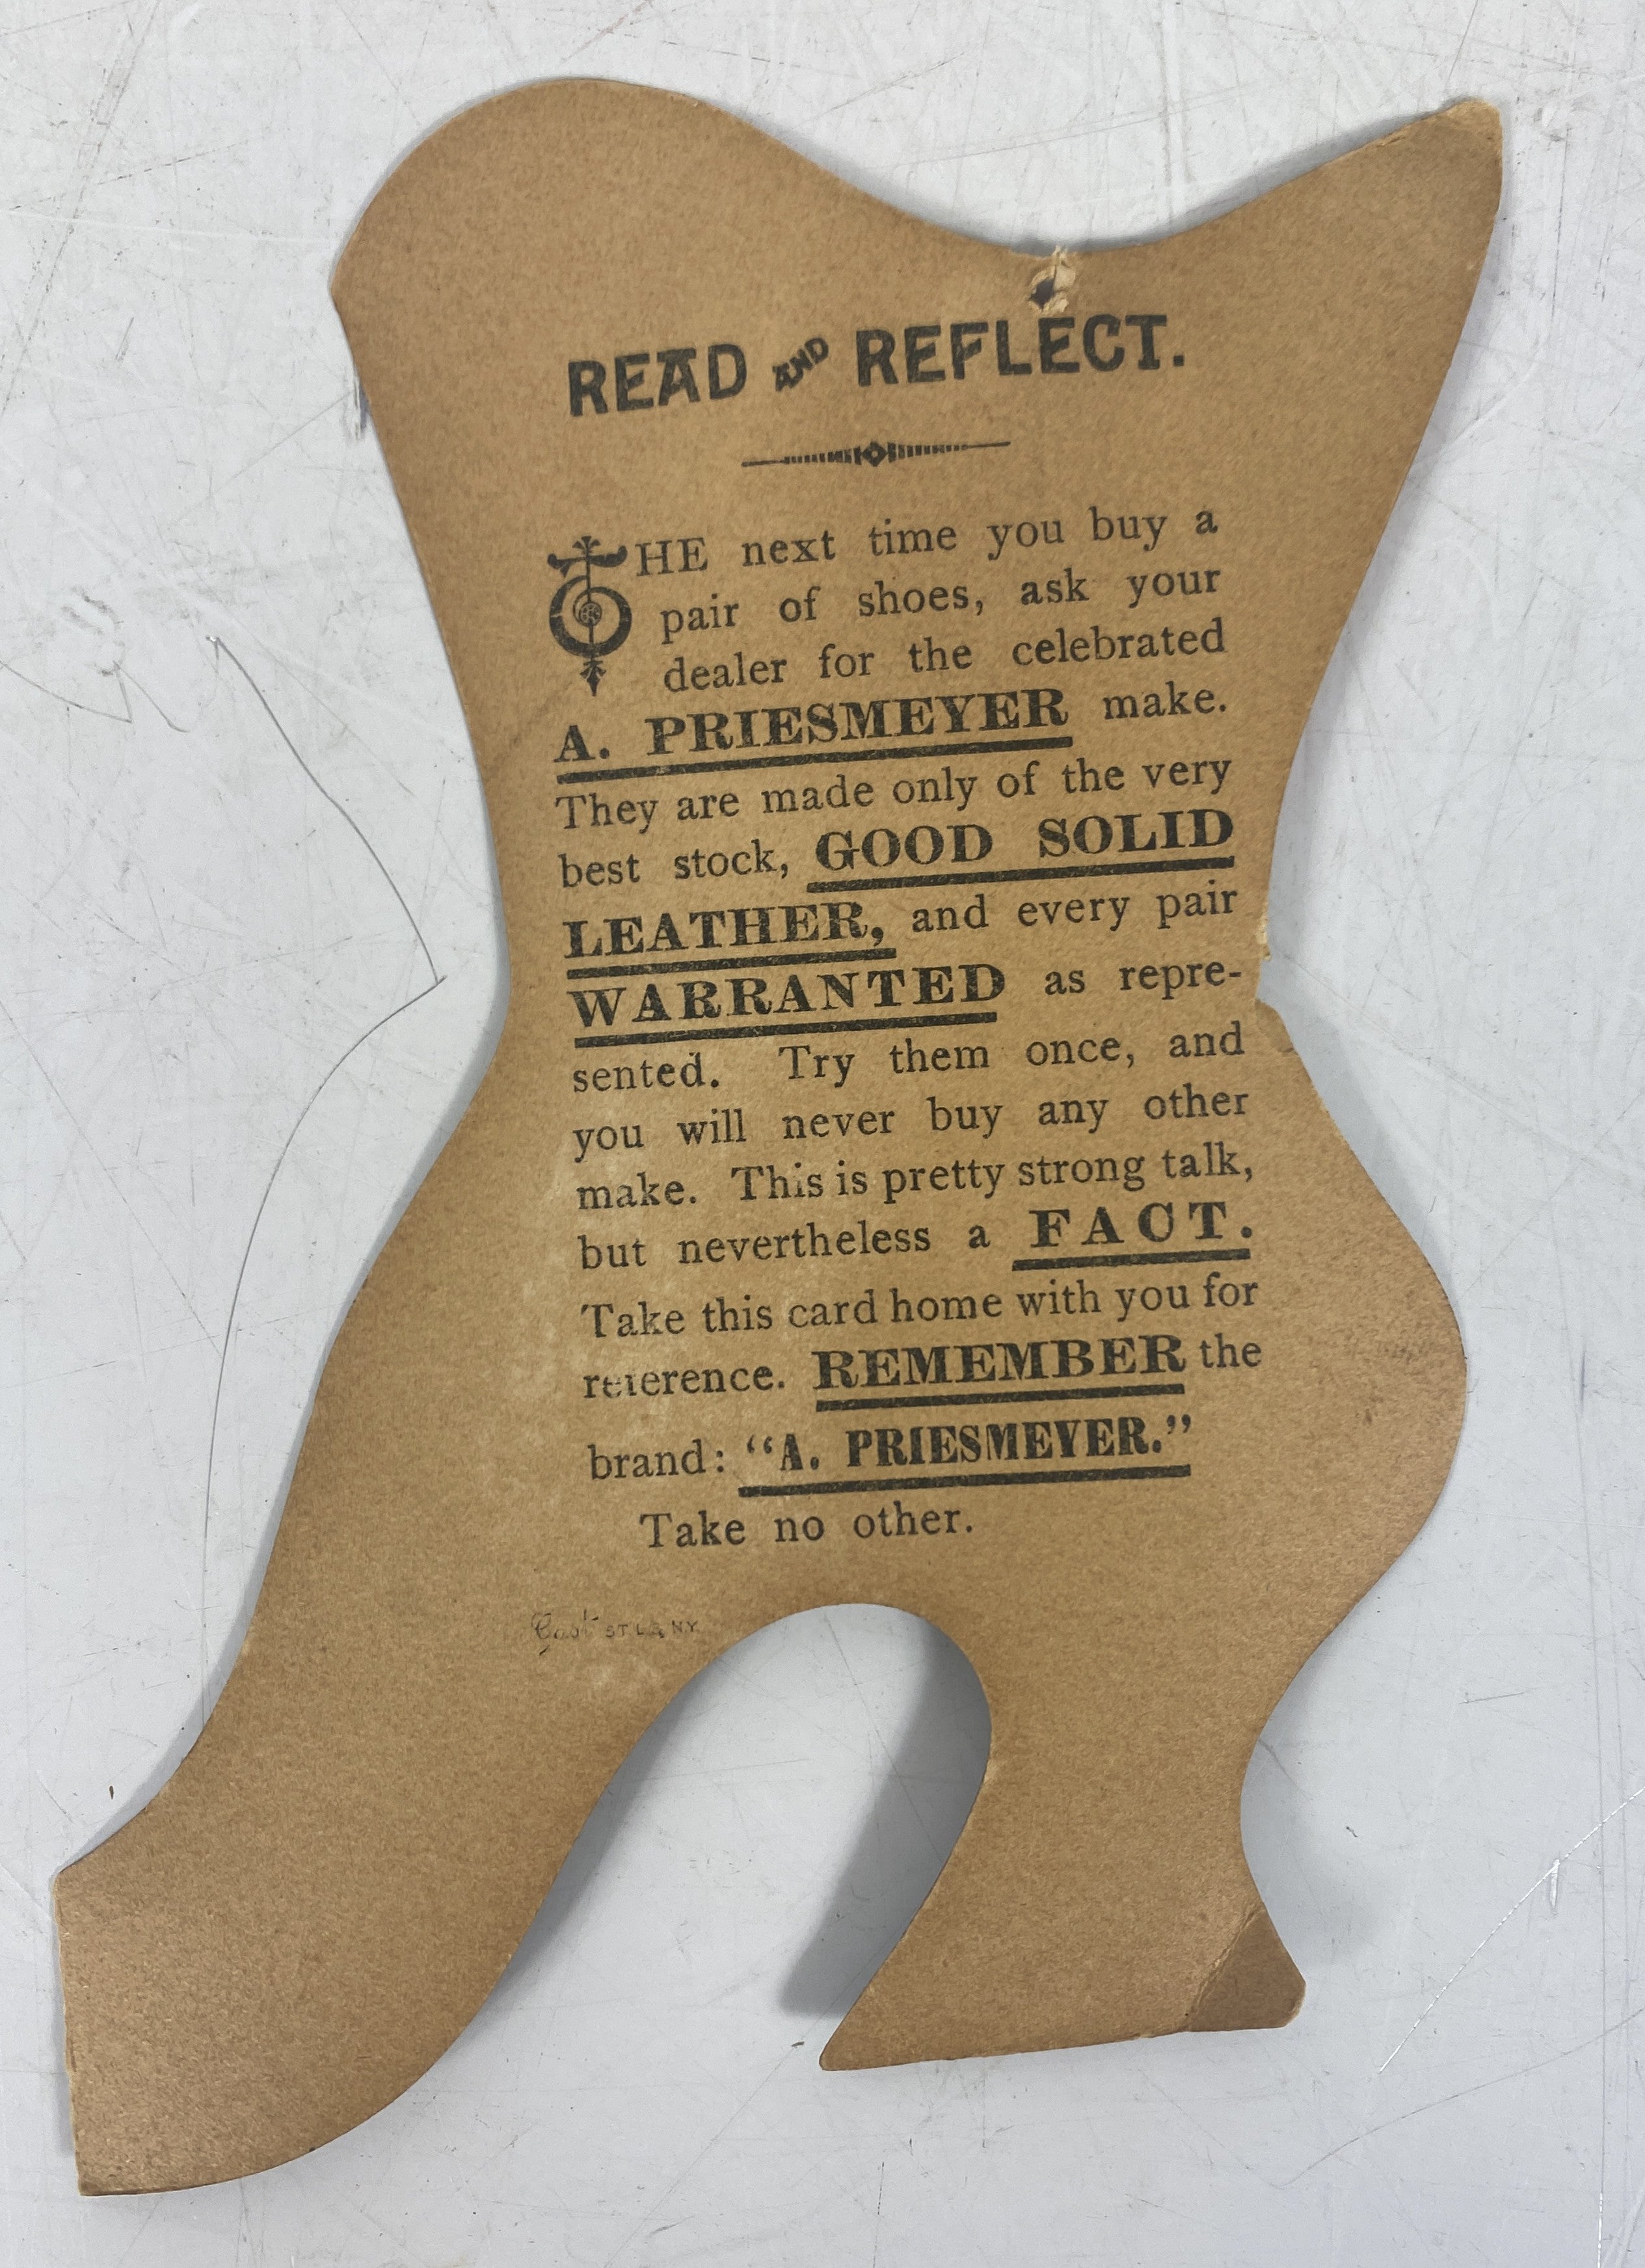 READ AND REFLECT.
THE next time you buy a
pair of shoes, ask your
dealer for the celebrated
A. PRIESMEYER make.
They are made only of the very
best stock, GOOD SOLID
LEATHER, and every pair
WARRANTED as repre-
sented. Try them once, and
you will never buy any other
make. This is pretty strong talk,
but nevertheless a FACT.
Take this card home with you for
reference. REMEMBER the
brand: "A. PRIESMEYER."
Take no other.
ST. L. & N.Y.